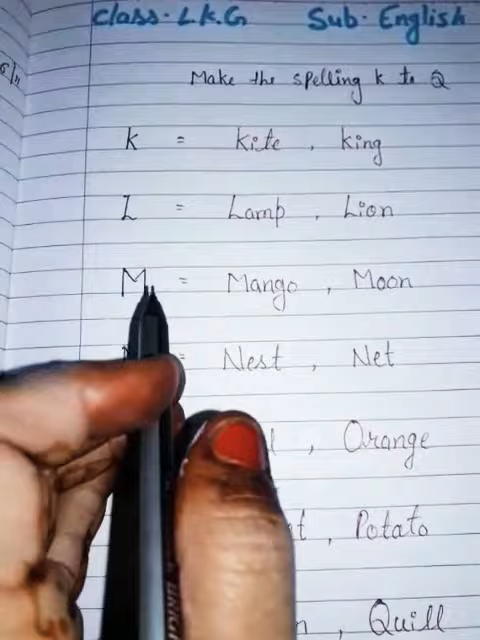 Class. L.K.G Sub. English
Make the spelling k to Q
k = kite , king
L = Lamp , Lion
M = Mango , Moon
= Nest , Net
l , Orange
t , Potato
n , Quill